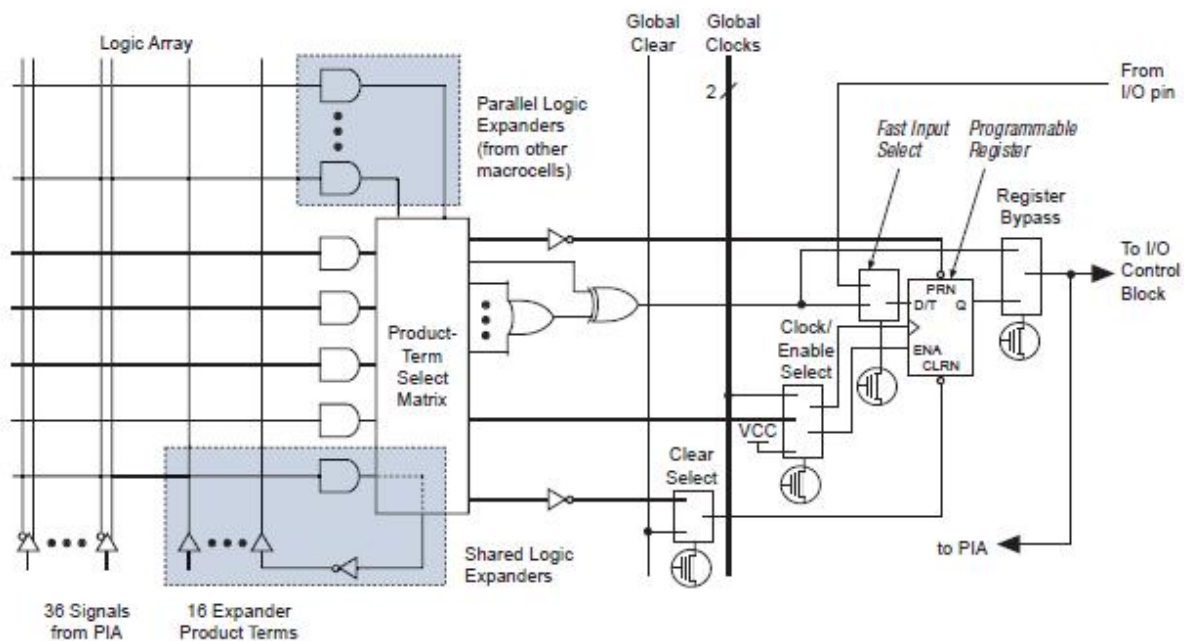 Logic Array
Global
Clear
Global
Clocks
2
From
I/O pin
Parallel Logic
Expanders
(from other
macrocells)
Fast Input
Select
Programmable
Register
Register
Bypass
To I/O
Control
Block
PRN
D/T Q
ENA
CLRN
Clock/
Enable
Select
Product-
Term
Select
Matrix
VCC
Clear
Select
to PIA
Shared Logic
Expanders
36 Signals
from PIA
16 Expander
Product Terms